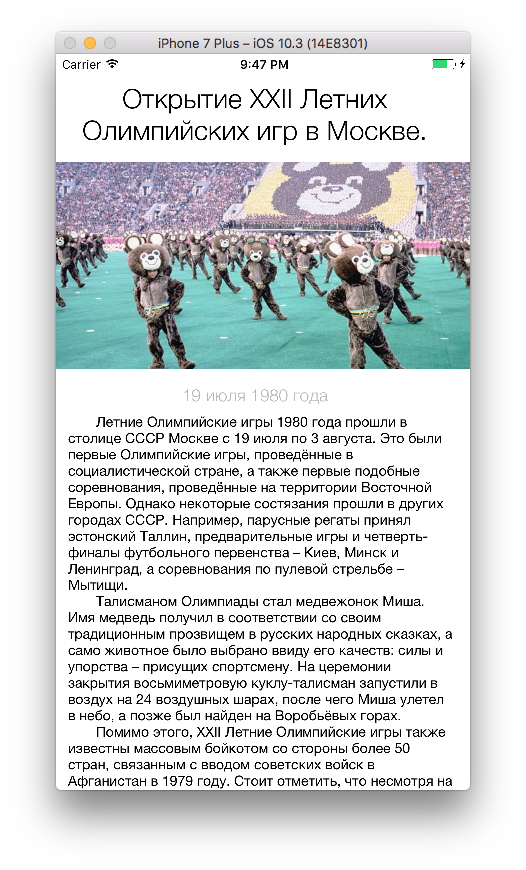 iPhone 7 Plus – iOS 10.3 (14E8301)
Carrier 9:47 PM
Открытие XXII Летних
Олимпийских игр в Москве.
19 июля 1980 года
Летние Олимпийские игры 1980 года прошли в
столице СССР Москве с 19 июля по 3 августа. Это были
первые Олимпийские игры, проведённые в
социалистической стране, а также первые подобные
соревнования, проведённые на территории Восточной
Европы. Однако некоторые состязания прошли в других
городах СССР. Например, парусные регаты принял
эстонский Таллин, предварительные игры и четверть-
финалы футбольного первенства – Киев, Минск и
Ленинград, а соревнования по пулевой стрельбе –
Мытищи.
Талисманом Олимпиады стал медвежонок Миша.
Имя медведь получил в соответствии со своим
традиционным прозвищем в русских народных сказках, а
само животное было выбрано ввиду его качеств: силы и
упорства – присущих спортсмену. На церемонии
закрытия восьмиметровую куклу-талисман запустили в
воздух на 24 воздушных шарах, после чего Миша улетел
в небо, а позже был найден на Воробьёвых горах.
Помимо этого, XXII Летние Олимпийские игры также
известны массовым бойкотом со стороны более 50
стран, связанным с вводом советских войск в
Афганистан в 1979 году. Стоит отметить, что несмотря на